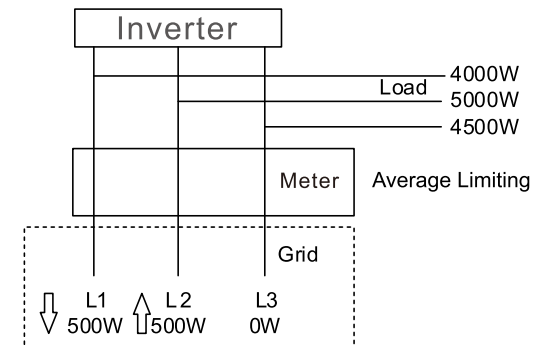 Inverter
4000W
Load
5000W
4500W
Meter
Average Limiting
Grid
L1 L2 L3
500W 500W 0W